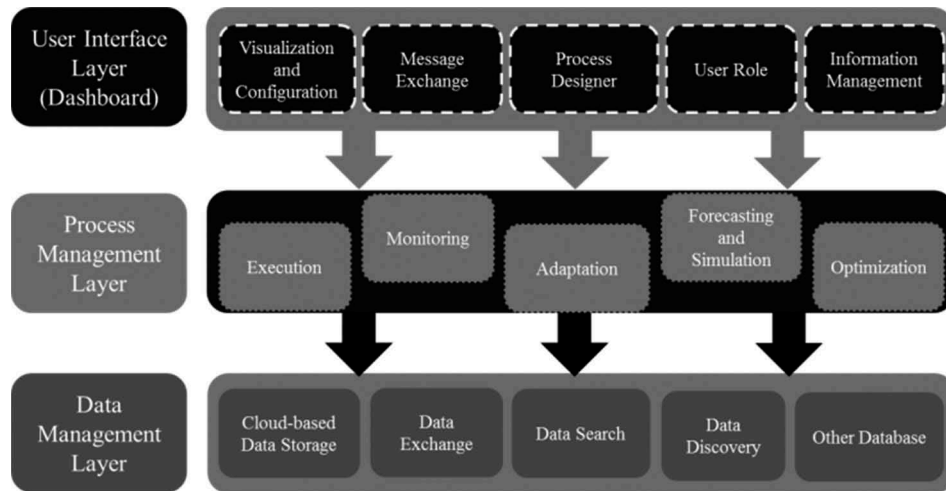 User Interface
Layer
(Dashboard)
Visualization
and
Configuration
Message
Exchange
Process
Designer
User Role
Information
Management
Process
Management
Layer
Execution
Monitoring
Adaptation
Forecasting
and
Simulation
Optimization
Data
Management
Layer
Cloud-based
Data Storage
Data
Exchange
Data Search
Data
Discovery
Other Database